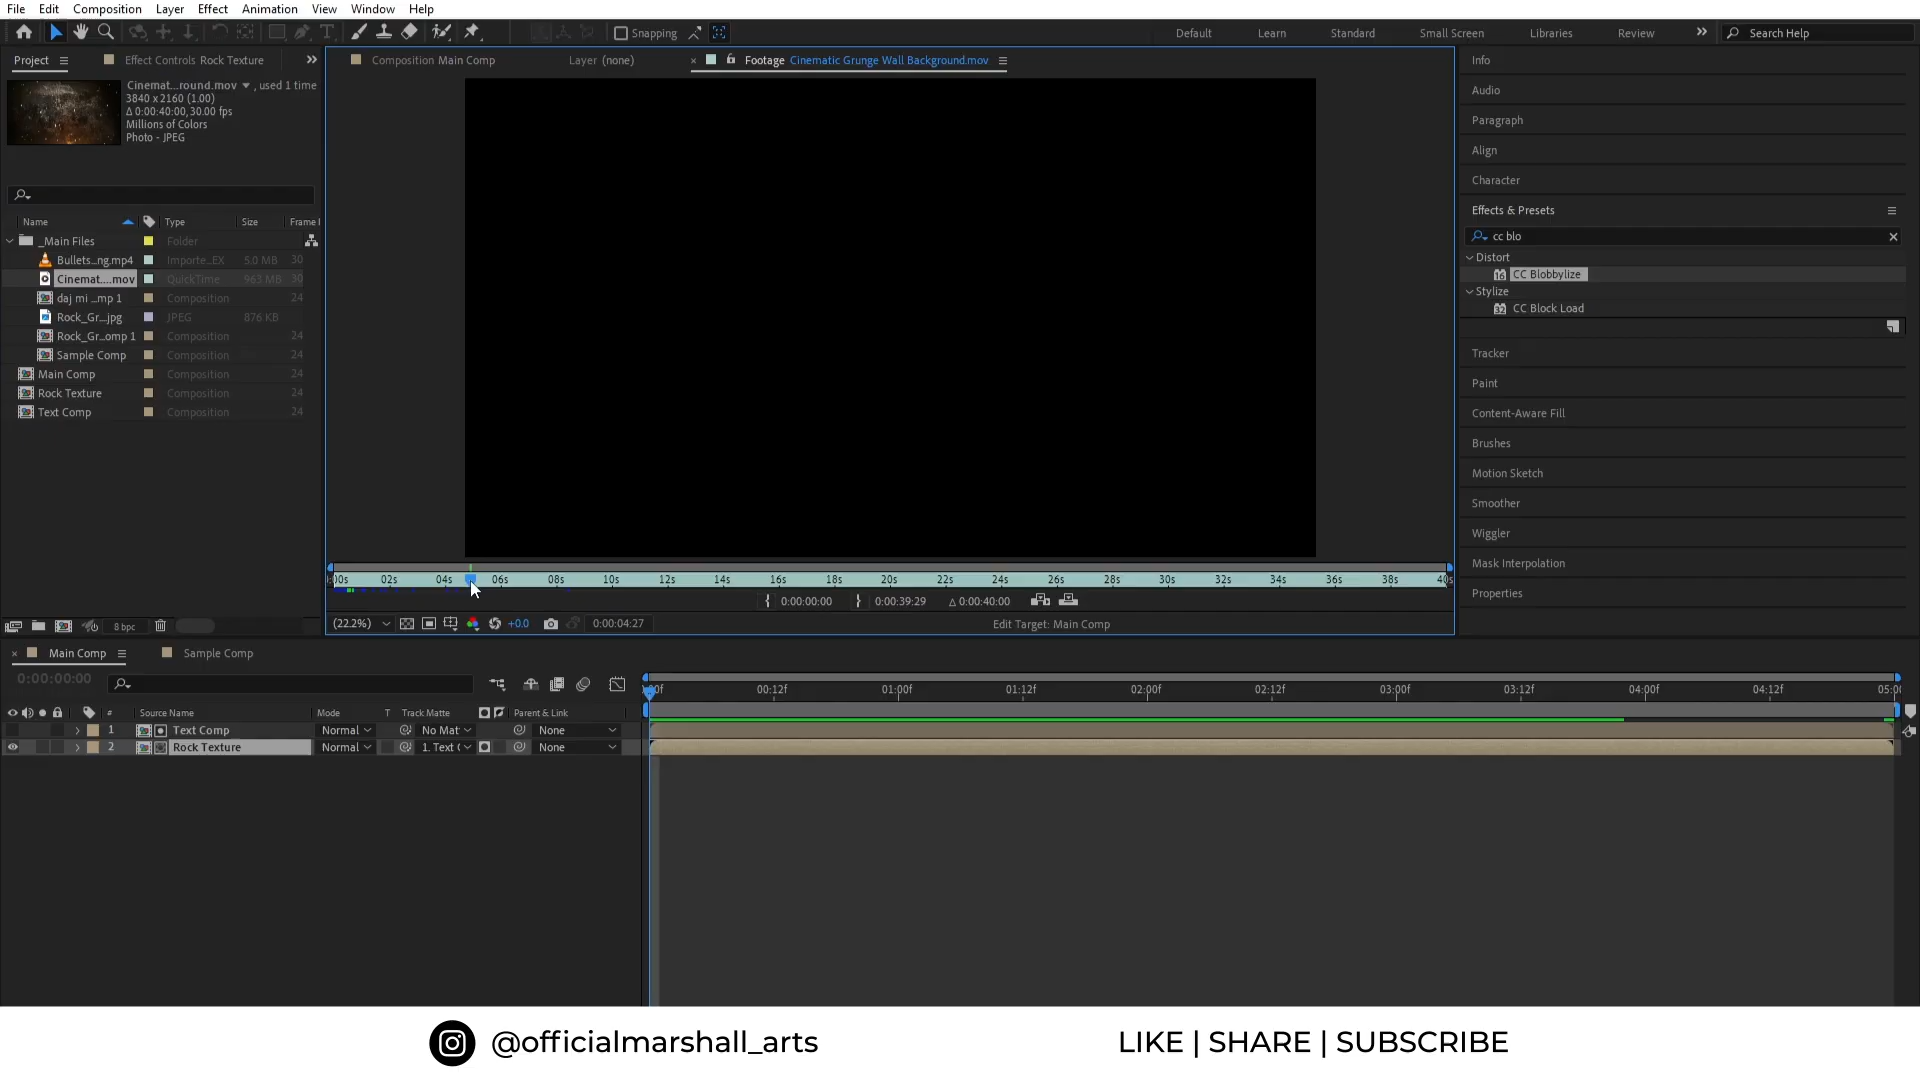 File Edit Composition Layer Effect Animation View Window Help
Snapping Default Learn Standard Small Screen Libraries Review » Search Help
Project Effect Controls Rock Texture »
Composition Main Comp Layer (none) × Footage Cinematic Grunge Wall Background.mov
Cinemat...round.mov , used 1 time
3840 x 2160 (1.00)
Δ 0:00:40:00, 30.00 fps
Millions of Colors
Photo - JPEG
Name Type Size Frame
_Main Files Folder
Bullets_ng.mp4 Importe_EX 5.0 MB 30
Cinemat....mov QuickTime 963 MB 30
daj mi _mp 1 Composition 24
Rock_Gr...jpg JPEG 876 KB
Rock_Gr...omp 1 Composition 24
Sample Comp Composition 24
Main Comp Composition 24
Rock Texture Composition 24
Text Comp Composition 24
8 bpc
:00s 02s 04s 06s 08s 10s 12s 14s 16s 18s 20s 22s 24s 26s 28s 30s 32s 34s 36s 38s 40s
0:00:00:00 0:00:39:29 Δ 0:00:40:00
(22.2%) +0.0 0:00:04:27 Edit Target: Main Comp
Info
Audio
Paragraph
Align
Character
Effects & Presets
cc blo ×
Distort
16 CC Blobbylize
Stylize
32 CC Block Load
Tracker
Paint
Content-Aware Fill
Brushes
Motion Sketch
Smoother
Wiggler
Mask Interpolation
Properties
× Main Comp Sample Comp
0:00:00:00
:00f 00:12f 01:00f 01:12f 02:00f 02:12f 03:00f 03:12f 04:00f 04:12f 05:00
# Source Name Mode T Track Matte Parent & Link
1 Text Comp Normal No Mat None
2 Rock Texture Normal 1. Text None
@officialmarshall_arts LIKE | SHARE | SUBSCRIBE